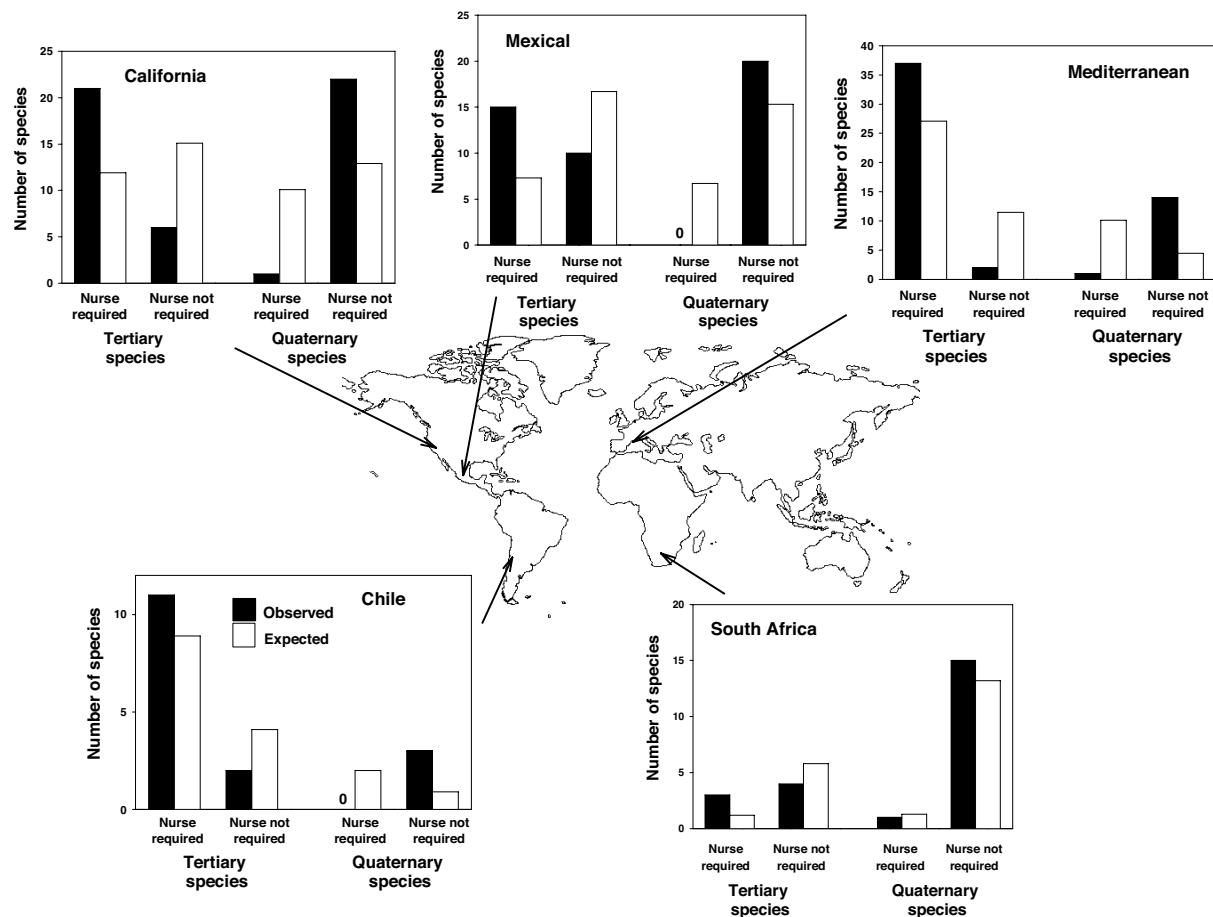 California
Number of species
25
20
15
10
5
0
Nurse required
Nurse not required
Nurse required
Nurse not required
Tertiary species
Quaternary species
Mexical
Number of species
25
20
15
10
5
0
0
Nurse required
Nurse not required
Nurse required
Nurse not required
Tertiary species
Quaternary species
Mediterranean
Number of species
40
35
30
25
20
15
10
5
0
Nurse required
Nurse not required
Nurse required
Nurse not required
Tertiary species
Quaternary species
Chile
Observed
Expected
Number of species
10
5
0
0
Nurse required
Nurse not required
Nurse required
Nurse not required
Tertiary species
Quaternary species
South Africa
Number of species
20
15
10
5
0
Nurse required
Nurse not required
Nurse required
Nurse not required
Tertiary species
Quaternary species